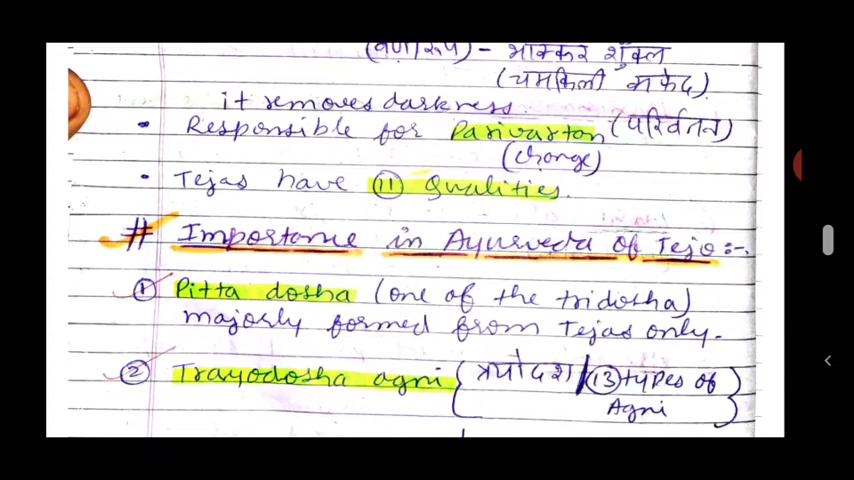 (वर्ण/रूप) - भास्कर शुक्ल
(चमकिली सफेद)
it removes darkness.
• Responsible for Parivartan (परिर्वतन)
(change)
• Tejas have 11 Qualities.
# Importance in Ayurveda of Tejo :-
① Pitta dosha (one of the tridosha)
majorly formed from Tejas only.
② Trayodosha agni { त्रयोदश / 13 types of
Agni }